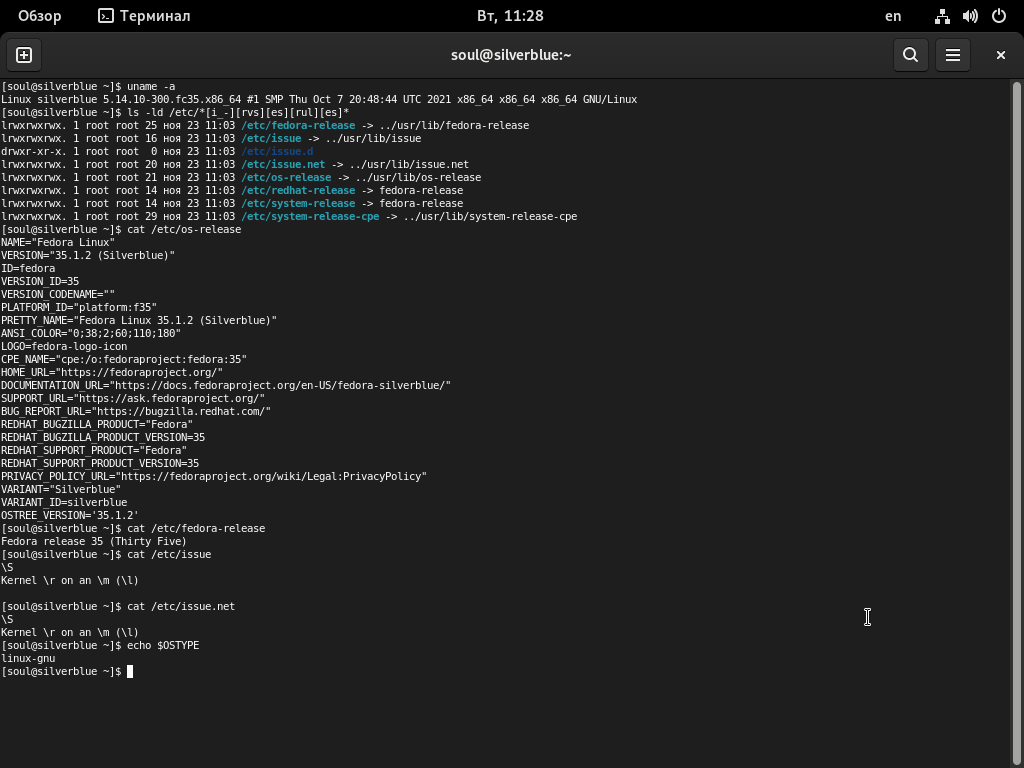 Обзор Терминал Вт, 11:28 en
soul@silverblue:~
[soul@silverblue ~]$ uname -a
Linux silverblue 5.14.10-300.fc35.x86_64 #1 SMP Thu Oct 7 20:48:44 UTC 2021 x86_64 x86_64 x86_64 GNU/Linux
[soul@silverblue ~]$ ls -ld /etc/*[i_-][rvs][es][rul][es]*
lrwxrwxrwx. 1 root root 25 ноя 23 11:03 /etc/fedora-release -> ../usr/lib/fedora-release
lrwxrwxrwx. 1 root root 16 ноя 23 11:03 /etc/issue -> ../usr/lib/issue
drwxr-xr-x. 1 root root  0 ноя 23 11:03 /etc/issue.d
lrwxrwxrwx. 1 root root 20 ноя 23 11:03 /etc/issue.net -> ../usr/lib/issue.net
lrwxrwxrwx. 1 root root 21 ноя 23 11:03 /etc/os-release -> ../usr/lib/os-release
lrwxrwxrwx. 1 root root 14 ноя 23 11:03 /etc/redhat-release -> fedora-release
lrwxrwxrwx. 1 root root 14 ноя 23 11:03 /etc/system-release -> fedora-release
lrwxrwxrwx. 1 root root 29 ноя 23 11:03 /etc/system-release-cpe -> ../usr/lib/system-release-cpe
[soul@silverblue ~]$ cat /etc/os-release
NAME="Fedora Linux"
VERSION="35.1.2 (Silverblue)"
ID=fedora
VERSION_ID=35
VERSION_CODENAME=""
PLATFORM_ID="platform:f35"
PRETTY_NAME="Fedora Linux 35.1.2 (Silverblue)"
ANSI_COLOR="0;38;2;60;110;180"
LOGO=fedora-logo-icon
CPE_NAME="cpe:/o:fedoraproject:fedora:35"
HOME_URL="https://fedoraproject.org/"
DOCUMENTATION_URL="https://docs.fedoraproject.org/en-US/fedora-silverblue/"
SUPPORT_URL="https://ask.fedoraproject.org/"
BUG_REPORT_URL="https://bugzilla.redhat.com/"
REDHAT_BUGZILLA_PRODUCT="Fedora"
REDHAT_BUGZILLA_PRODUCT_VERSION=35
REDHAT_SUPPORT_PRODUCT="Fedora"
REDHAT_SUPPORT_PRODUCT_VERSION=35
PRIVACY_POLICY_URL="https://fedoraproject.org/wiki/Legal:PrivacyPolicy"
VARIANT="Silverblue"
VARIANT_ID=silverblue
OSTREE_VERSION='35.1.2'
[soul@silverblue ~]$ cat /etc/fedora-release
Fedora release 35 (Thirty Five)
[soul@silverblue ~]$ cat /etc/issue
\S
Kernel \r on an \m (\l)

[soul@silverblue ~]$ cat /etc/issue.net
\S
Kernel \r on an \m (\l)
[soul@silverblue ~]$ echo $OSTYPE
linux-gnu
[soul@silverblue ~]$